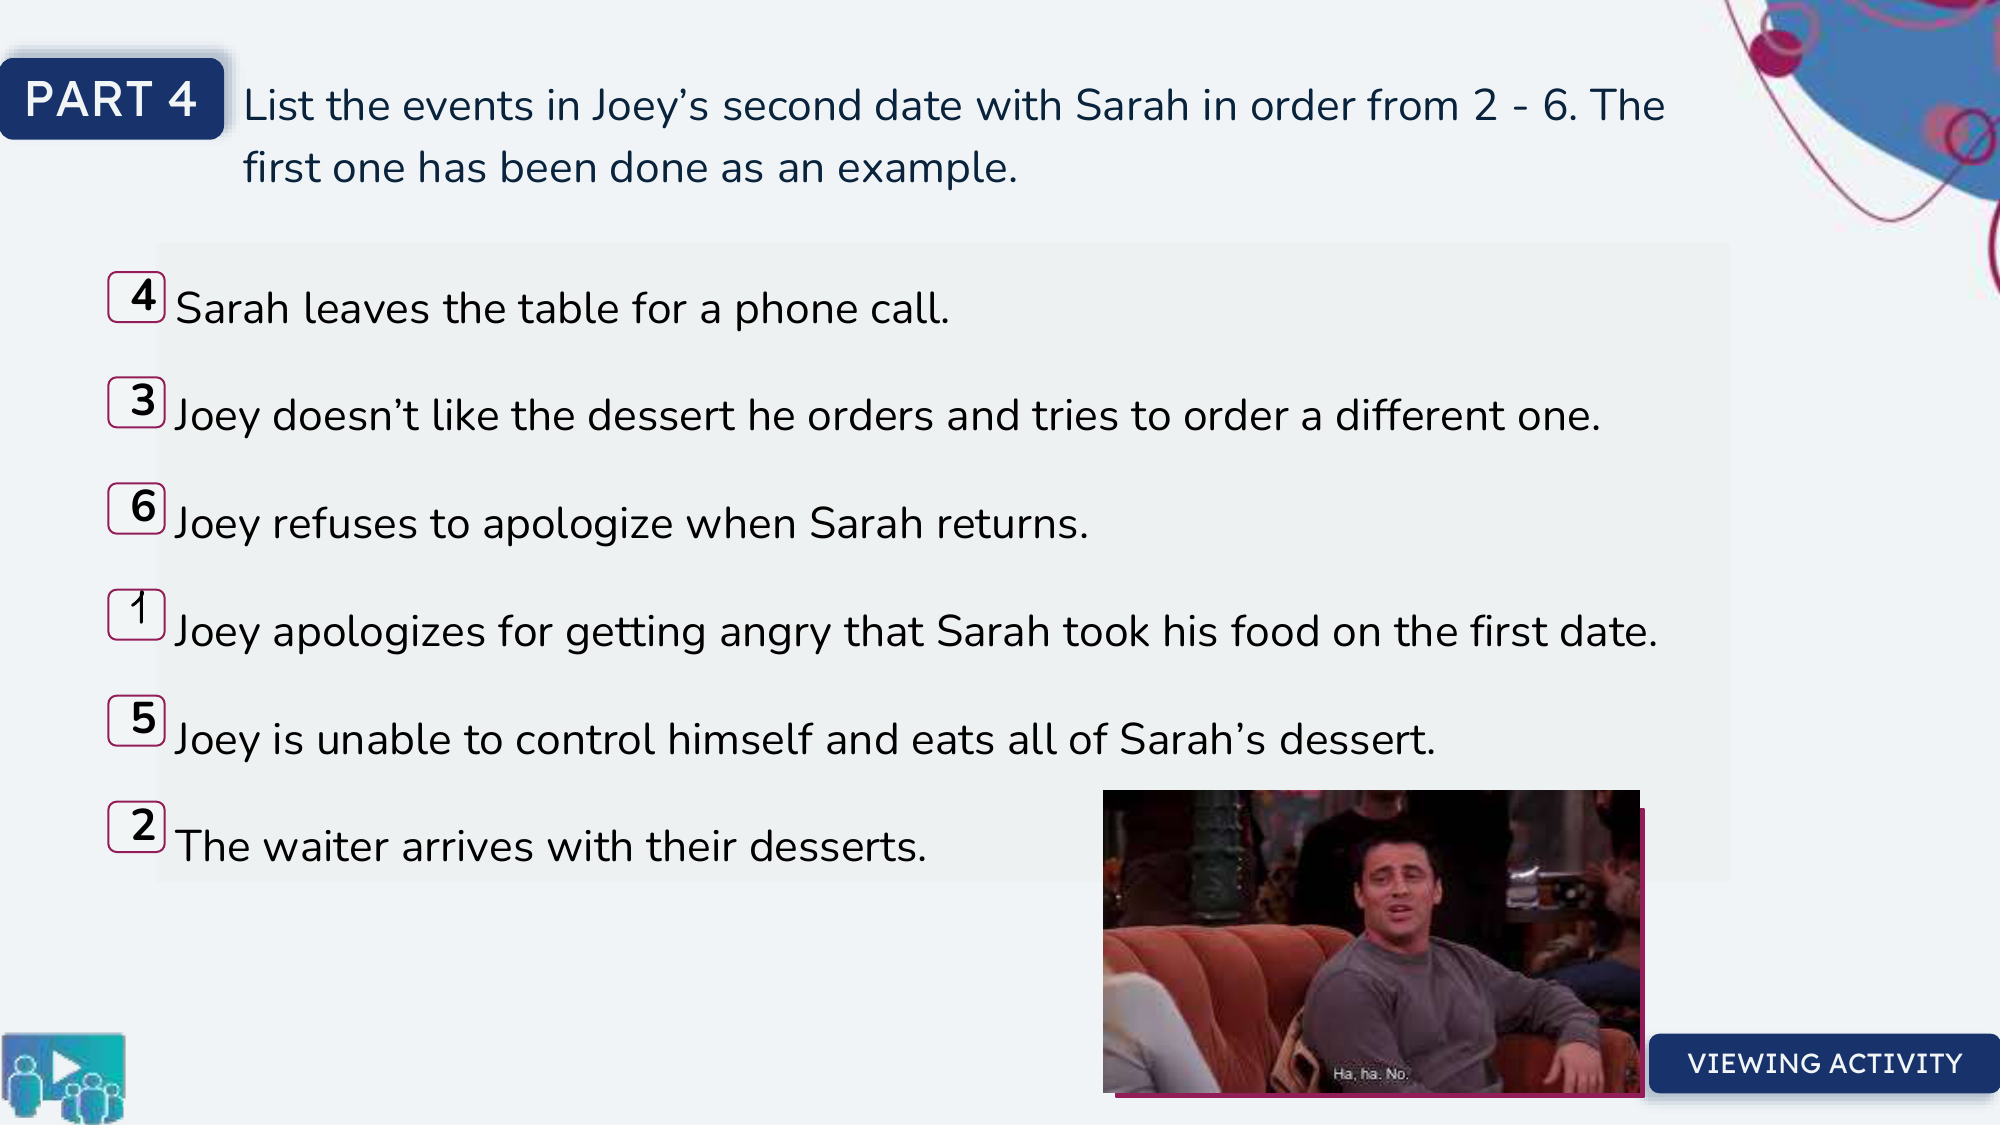 PART 4
List the events in Joey’s second date with Sarah in order from 2 - 6. The
first one has been done as an example.
4 Sarah leaves the table for a phone call.
3 Joey doesn’t like the dessert he orders and tries to order a different one.
6 Joey refuses to apologize when Sarah returns.
1 Joey apologizes for getting angry that Sarah took his food on the first date.
5 Joey is unable to control himself and eats all of Sarah’s dessert.
2 The waiter arrives with their desserts.
Ha, ha. No.
VIEWING ACTIVITY